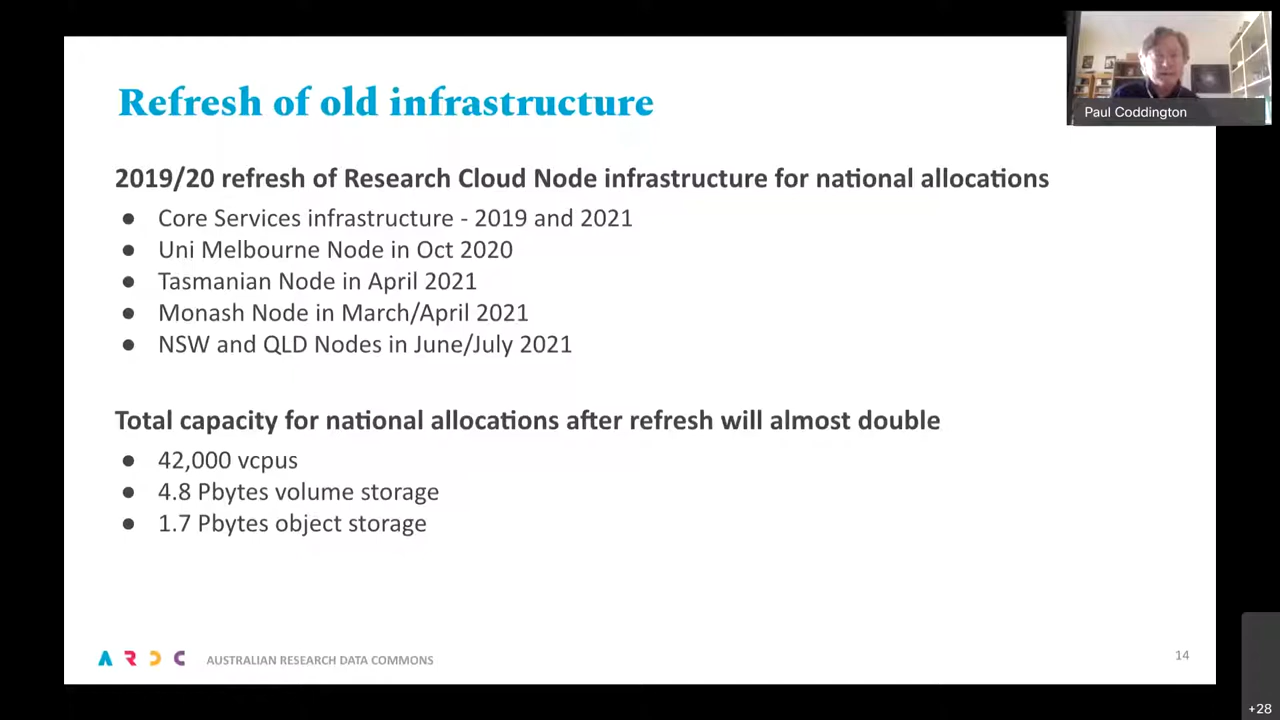 Refresh of old infrastructure
Paul Coddington
2019/20 refresh of Research Cloud Node infrastructure for national allocations
● Core Services infrastructure - 2019 and 2021
● Uni Melbourne Node in Oct 2020
● Tasmanian Node in April 2021
● Monash Node in March/April 2021
● NSW and QLD Nodes in June/July 2021
Total capacity for national allocations after refresh will almost double
● 42,000 vcpus
● 4.8 Pbytes volume storage
● 1.7 Pbytes object storage
ARDC AUSTRALIAN RESEARCH DATA COMMONS
14
+28